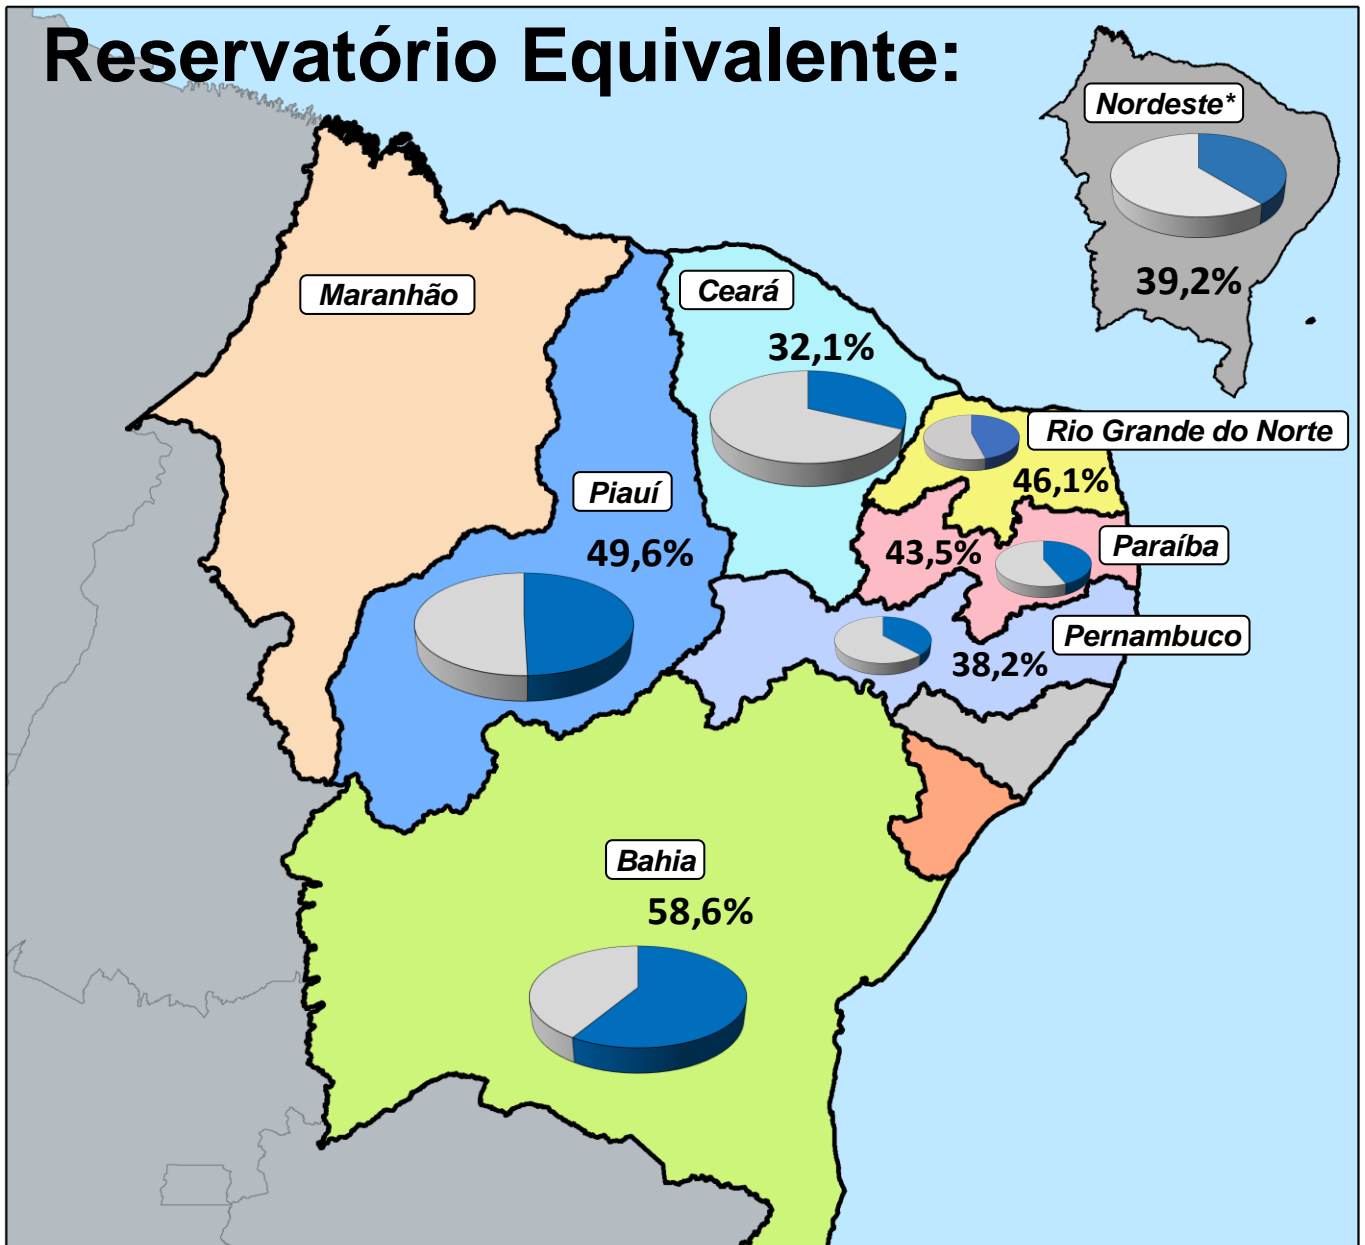 Reservatório Equivalente:
Nordeste*
39,2%
Maranhão
Ceará
32,1%
Rio Grande do Norte
46,1%
Piauí
49,6%
Paraíba
43,5%
Pernambuco
38,2%
Bahia
58,6%